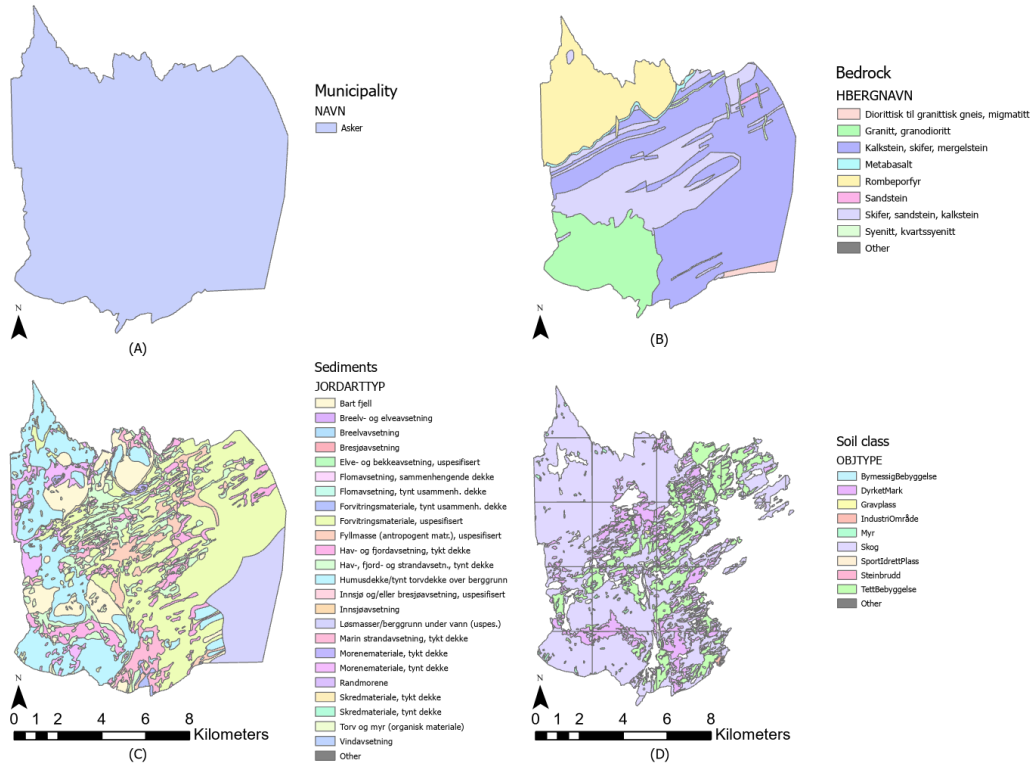 Municipality
NAVN
Asker
N
(A)
Bedrock
HBERGNAVN
Diorittisk til granittisk gneis, migmatitt
Granitt, granodioritt
Kalkstein, skifer, mergelstein
Metabasalt
Rombeporfyr
Sandstein
Skifer, sandstein, kalkstein
Syenitt, kvartssyenitt
Other
N
(B)
Sediments
JORDARTTYP
Bart fjell
Breelv- og elveavsetning
Breelvavsetning
Bresjøavsetning
Elve- og bekkeavsetning, uspesifisert
Flomavsetning, sammenhengende dekke
Flomavsetning, tynt usammenh. dekke
Forvitringsmateriale, tynt usammenh. dekke
Forvitringsmateriale, uspesifisert
Fyllmasse (antropogent matr.), uspesifisert
Hav- og fjordavsetning, tykt dekke
Hav-, fjord- og strandavsetn., tynt dekke
Humusdekke/tynt torvdekke over berggrunn
Innsjø og/eller bresjøavsetning, uspesifisert
Innsjøavsetning
Løsmasser/berggrunn under vann (uspes.)
Marin strandavsetning, tykt dekke
Morenemateriale, tykt dekke
Morenemateriale, tynt dekke
Randmorene
Skredmateriale, tykt dekke
Skredmateriale, tynt dekke
Torv og myr (organisk materiale)
Vindavsetning
Other
N
0 1 2 4 6 8
Kilometers
(C)
Soil class
OBJTYPE
BymessigBebyggelse
DyrketMark
Gravplass
IndustriOmråde
Myr
Skog
SportIdrettPlass
Steinbrudd
TettBebyggelse
Other
N
0 1 2 4 6 8
Kilometers
(D)